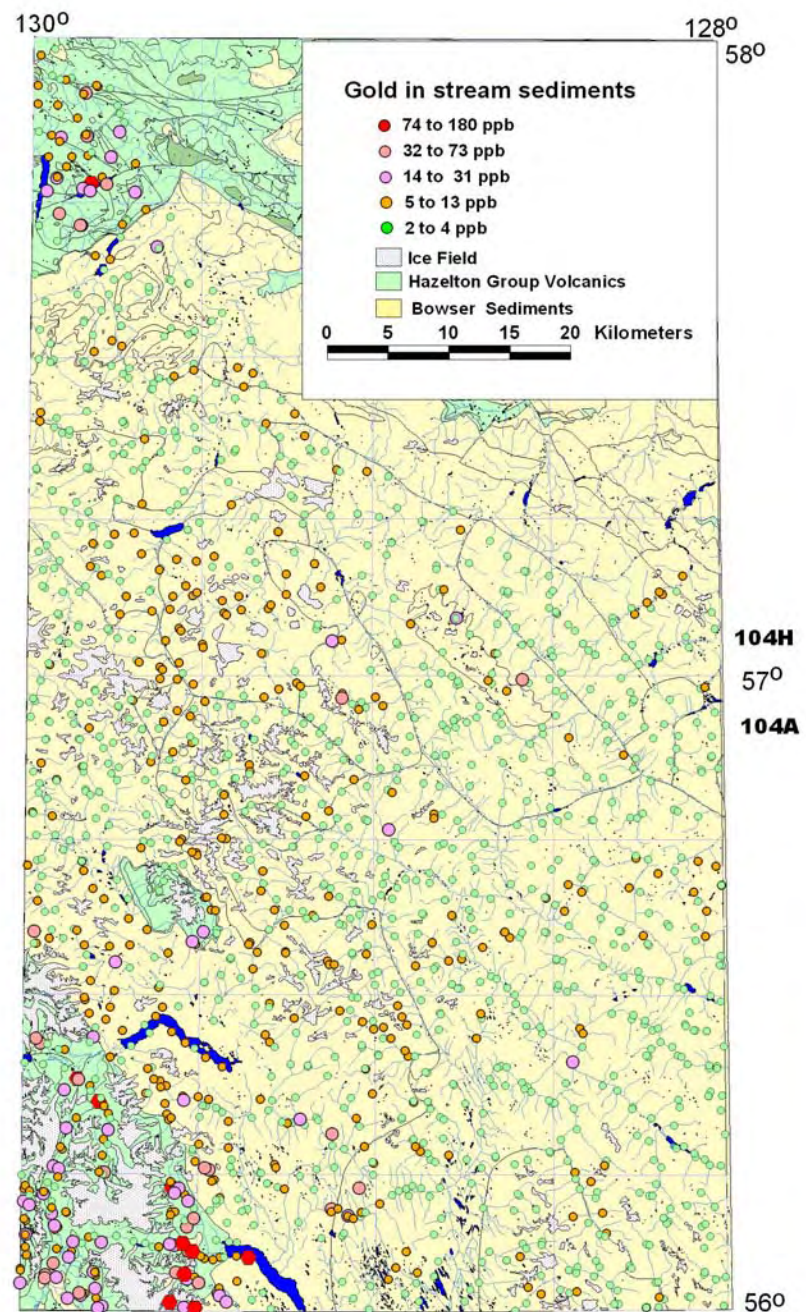 130O
128O
58O
Gold in stream sediments
74 to 180 ppb
32 to 73 ppb
14 to 31 ppb
5 to 13 ppb
2 to 4 ppb
Ice Field
Hazelton Group Volcanics
Bowser Sediments
0 5 10 15 20 Kilometers
104H
57O
104A
56O